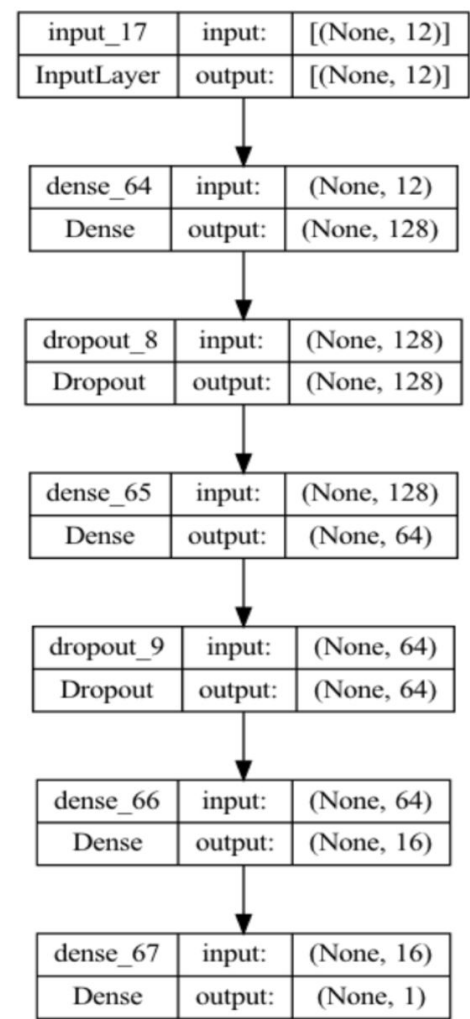 input_17 input: [(None, 12)]
InputLayer output: [(None, 12)]
dense_64 input: (None, 12)
Dense output: (None, 128)
dropout_8 input: (None, 128)
Dropout output: (None, 128)
dense_65 input: (None, 128)
Dense output: (None, 64)
dropout_9 input: (None, 64)
Dropout output: (None, 64)
dense_66 input: (None, 64)
Dense output: (None, 16)
dense_67 input: (None, 16)
Dense output: (None, 1)